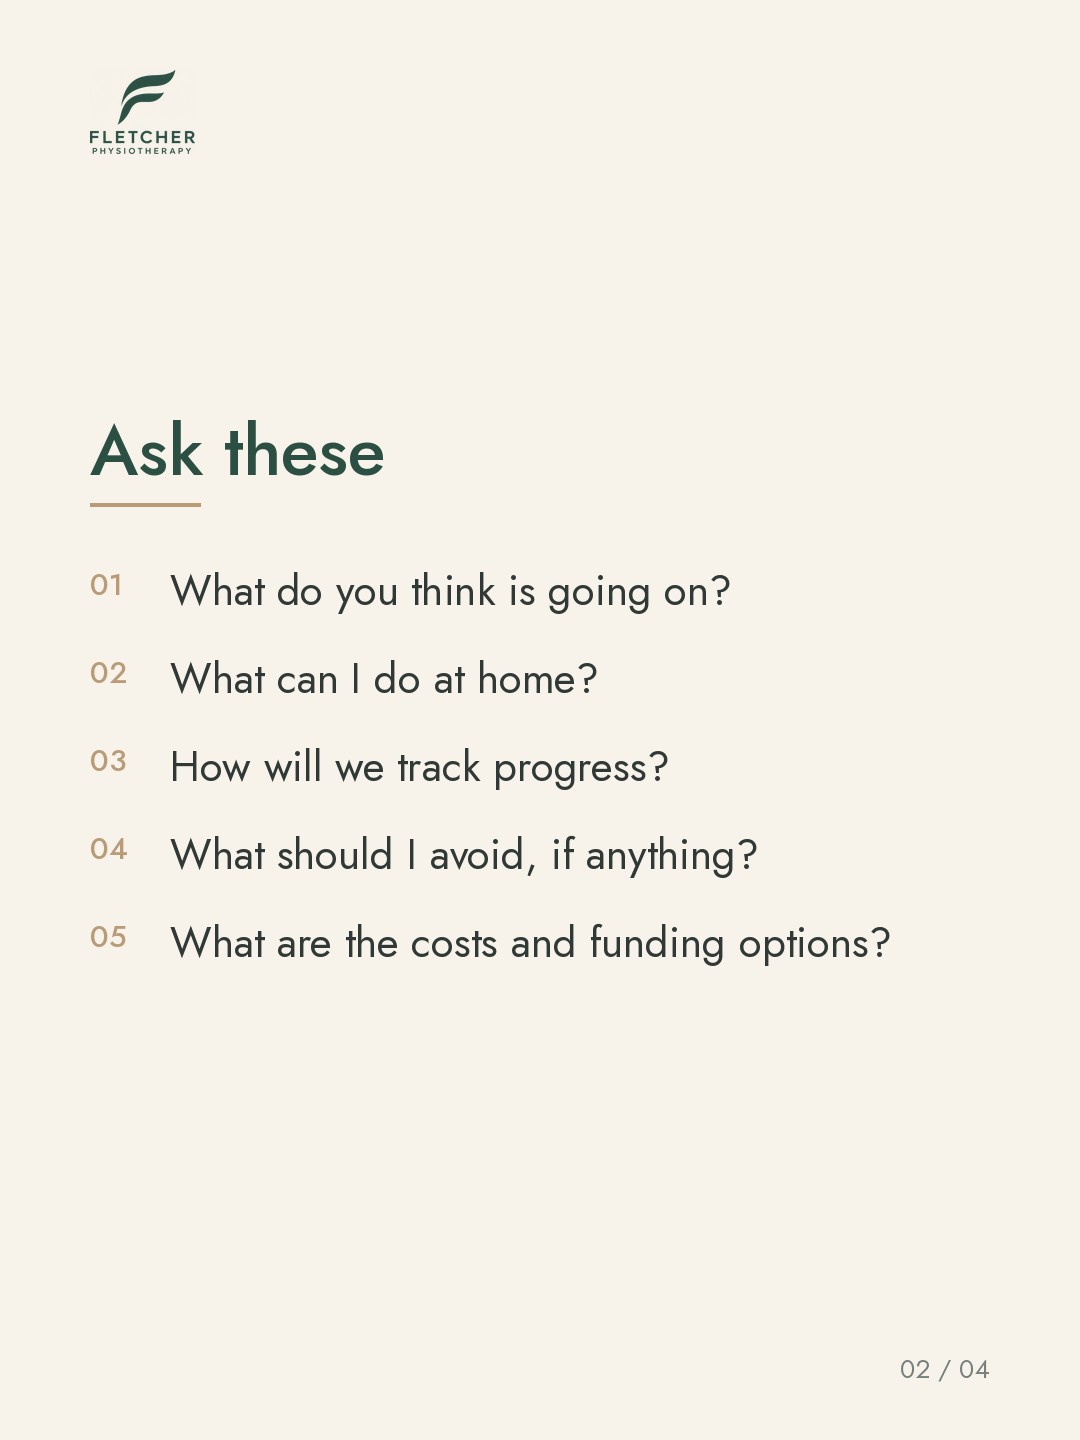 FLETCHER
PHYSIOTHERAPY
Ask these
01 What do you think is going on?
02 What can I do at home?
03 How will we track progress?
04 What should I avoid, if anything?
05 What are the costs and funding options?
02 / 04